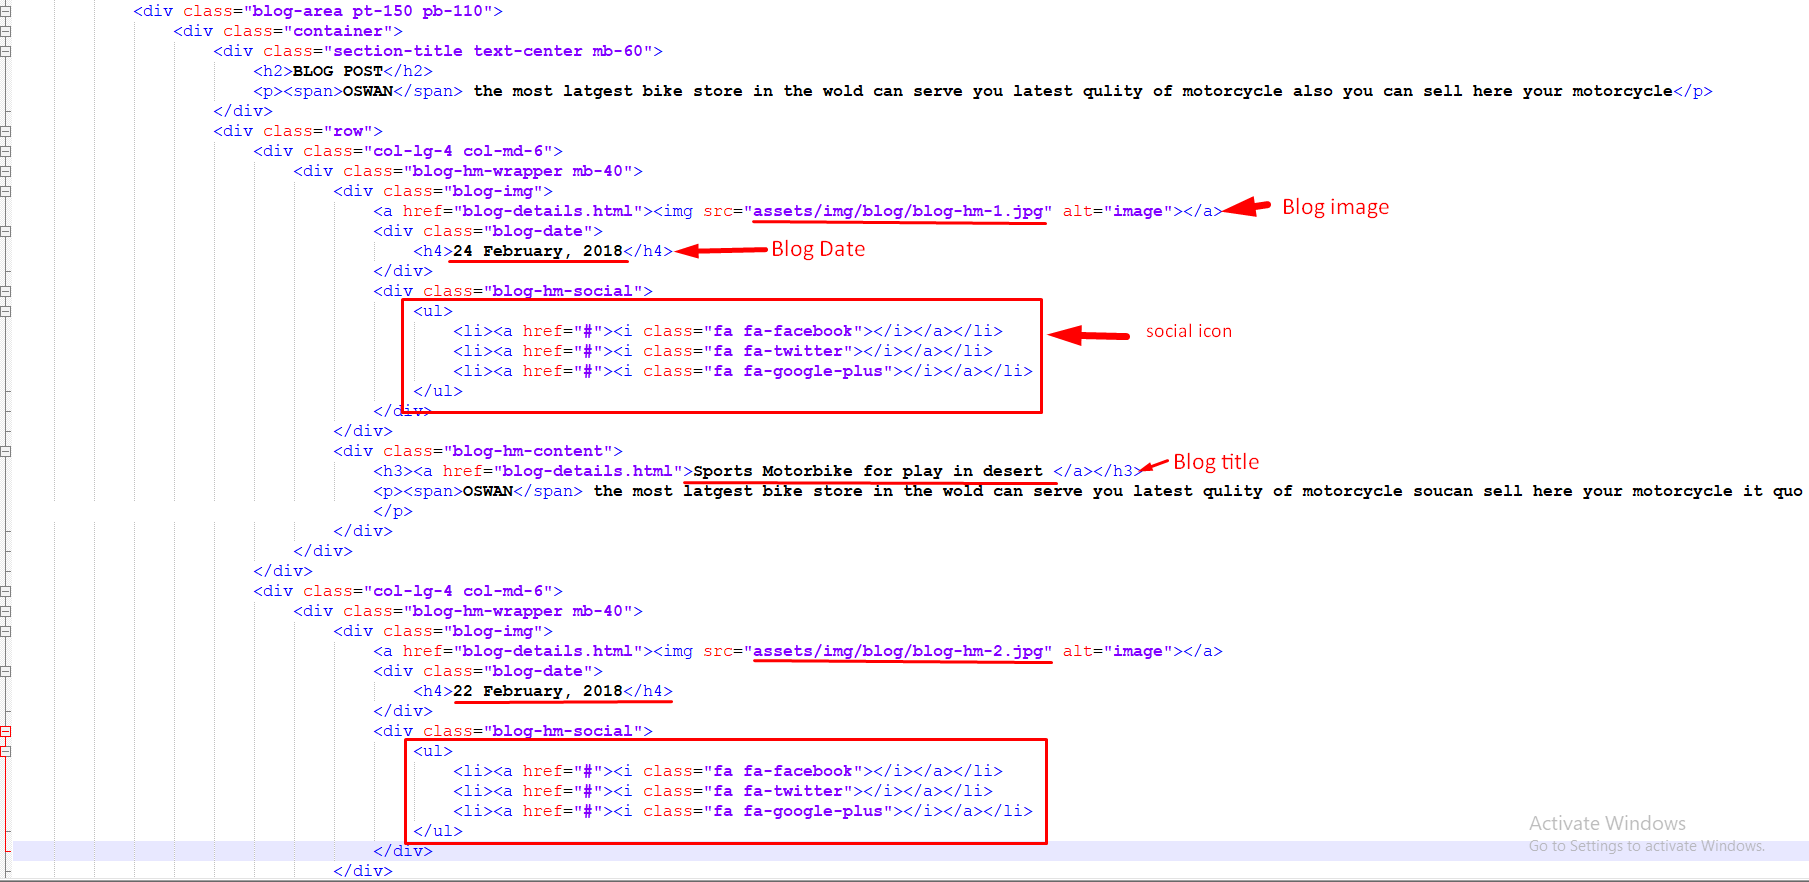 <div class="blog-area pt-150 pb-110">
<div class="container">
<div class="section-title text-center mb-60">
<h2>BLOG POST</h2>
<p><span>OSWAN</span> the most latgest bike store in the wold can serve you latest qulity of motorcycle also you can sell here your motorcycle</p>
</div>
<div class="row">
<div class="col-lg-4 col-md-6">
<div class="blog-hm-wrapper mb-40">
<div class="blog-img">
<a href="blog-details.html"><img src="assets/img/blog/blog-hm-1.jpg" alt="image"></a> Blog image
<div class="blog-date">
<h4>24 February, 2018</h4> Blog Date
</div>
<div class="blog-hm-social">
<ul>
<li><a href="#"><i class="fa fa-facebook"></i></a></li> social icon
<li><a href="#"><i class="fa fa-twitter"></i></a></li>
<li><a href="#"><i class="fa fa-google-plus"></i></a></li>
</ul>
</div>
</div>
<div class="blog-hm-content">
<h3><a href="blog-details.html">Sports Motorbike for play in desert </a></h3> Blog title
<p><span>OSWAN</span> the most latgest bike store in the wold can serve you latest qulity of motorcycle soucan sell here your motorcycle it quo
</p>
</div>
</div>
</div>
<div class="col-lg-4 col-md-6">
<div class="blog-hm-wrapper mb-40">
<div class="blog-img">
<a href="blog-details.html"><img src="assets/img/blog/blog-hm-2.jpg" alt="image"></a>
<div class="blog-date">
<h4>22 February, 2018</h4>
</div>
<div class="blog-hm-social">
<ul>
<li><a href="#"><i class="fa fa-facebook"></i></a></li>
<li><a href="#"><i class="fa fa-twitter"></i></a></li>
<li><a href="#"><i class="fa fa-google-plus"></i></a></li>
</ul>
</div>
</div>
Activate Windows
Go to Settings to activate Windows.